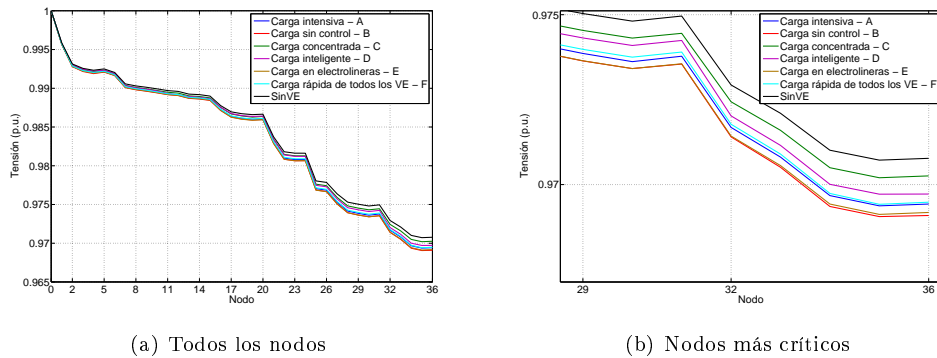 1
0.995
0.99
0.985
0.98
0.975
0.97
0.965
Tensión (p.u.)
0 2 5 8 11 14 17 20 23 26 29 32 36
Nodo
Carga intensiva − A
Carga sin control − B
Carga concentrada − C
Carga inteligente − D
Carga en electrolineras − E
Carga rápida de todos los VE − F
SinVE
(a) Todos los nodos
0.975
0.97
Tensión (p.u.)
29 32 36
Nodo
Carga intensiva − A
Carga sin control − B
Carga concentrada − C
Carga inteligente − D
Carga en electrolineras − E
Carga rápida de todos los VE − F
SinVE
(b) Nodos más críticos